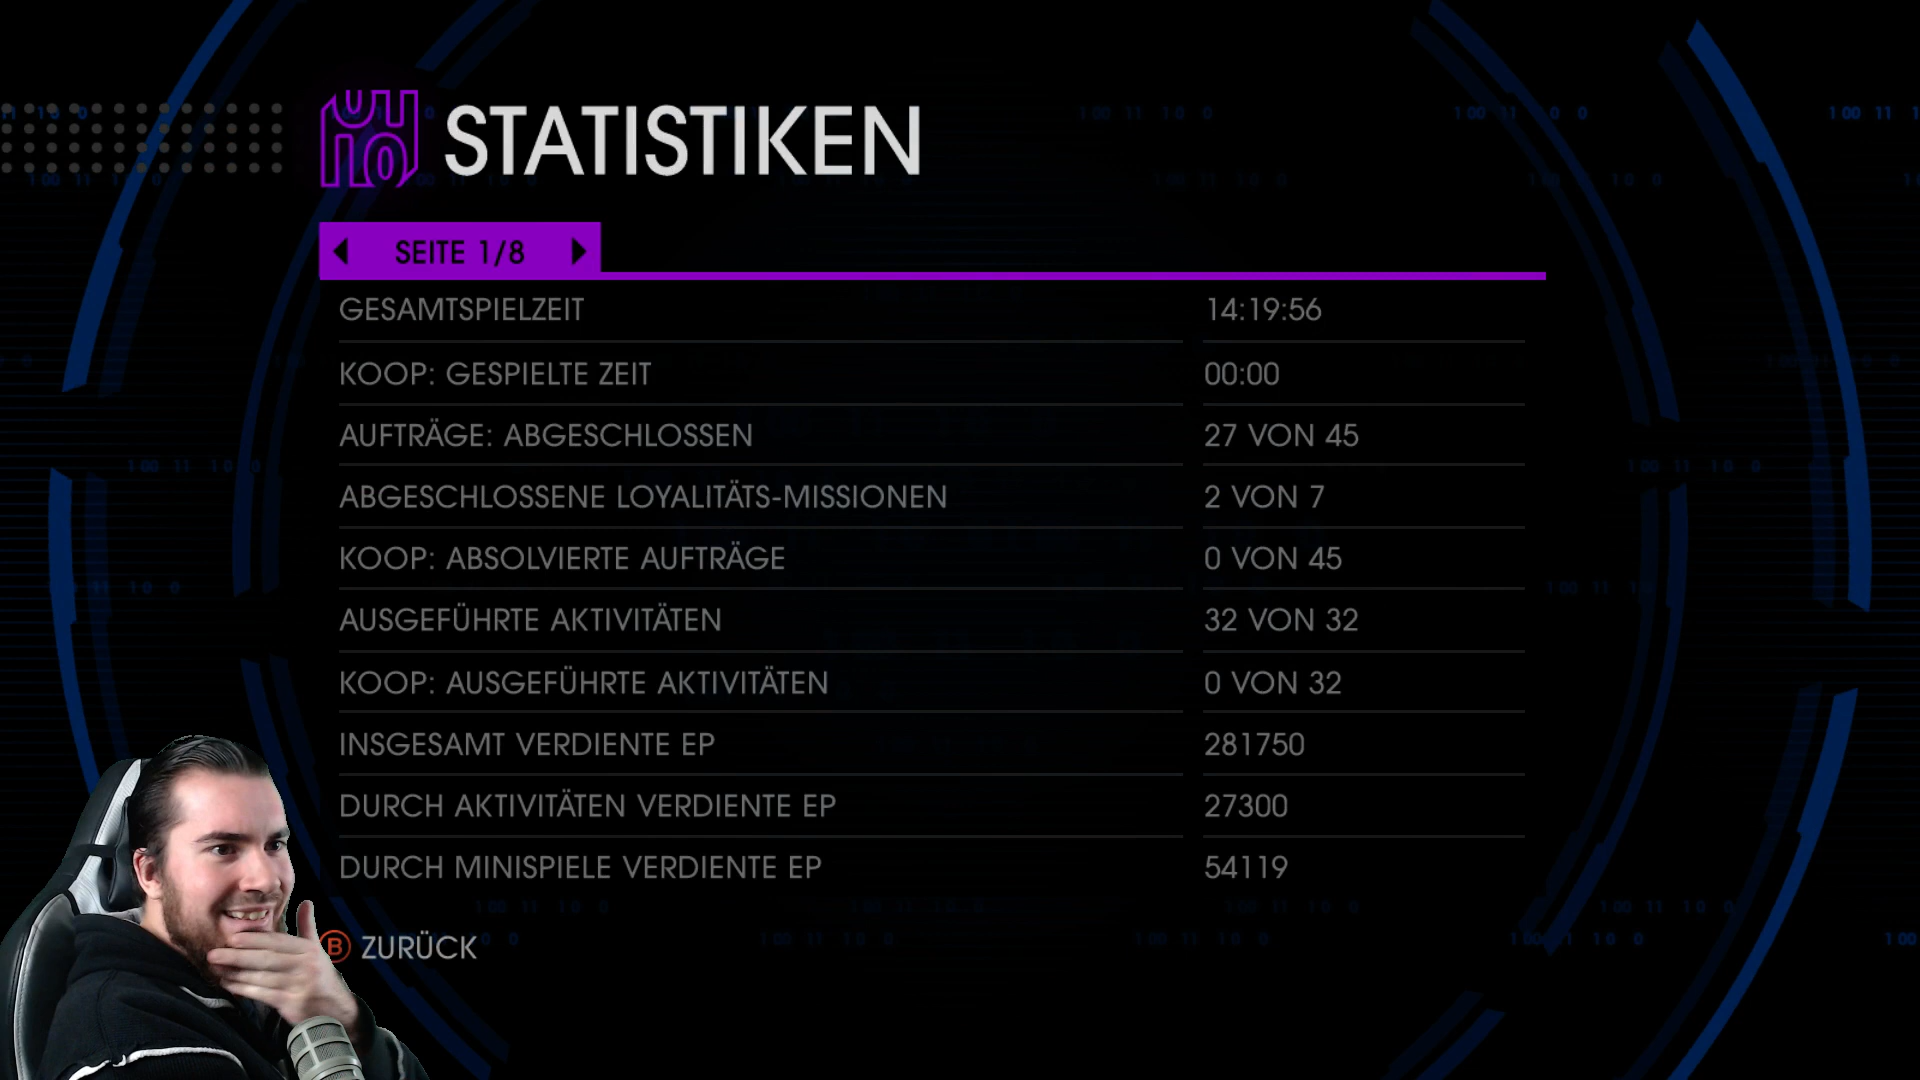 STATISTIKEN
SEITE 1/8
GESAMTSPIELZEIT 14:19:56
KOOP: GESPIELTE ZEIT 00:00
AUFTRÄGE: ABGESCHLOSSEN 27 VON 45
ABGESCHLOSSENE LOYALITÄTS-MISSIONEN 2 VON 7
KOOP: ABSOLVIERTE AUFTRÄGE 0 VON 45
AUSGEFÜHRTE AKTIVITÄTEN 32 VON 32
KOOP: AUSGEFÜHRTE AKTIVITÄTEN 0 VON 32
INSGESAMT VERDIENTE EP 281750
DURCH AKTIVITÄTEN VERDIENTE EP 27300
DURCH MINISPIELE VERDIENTE EP 54119
B ZURÜCK